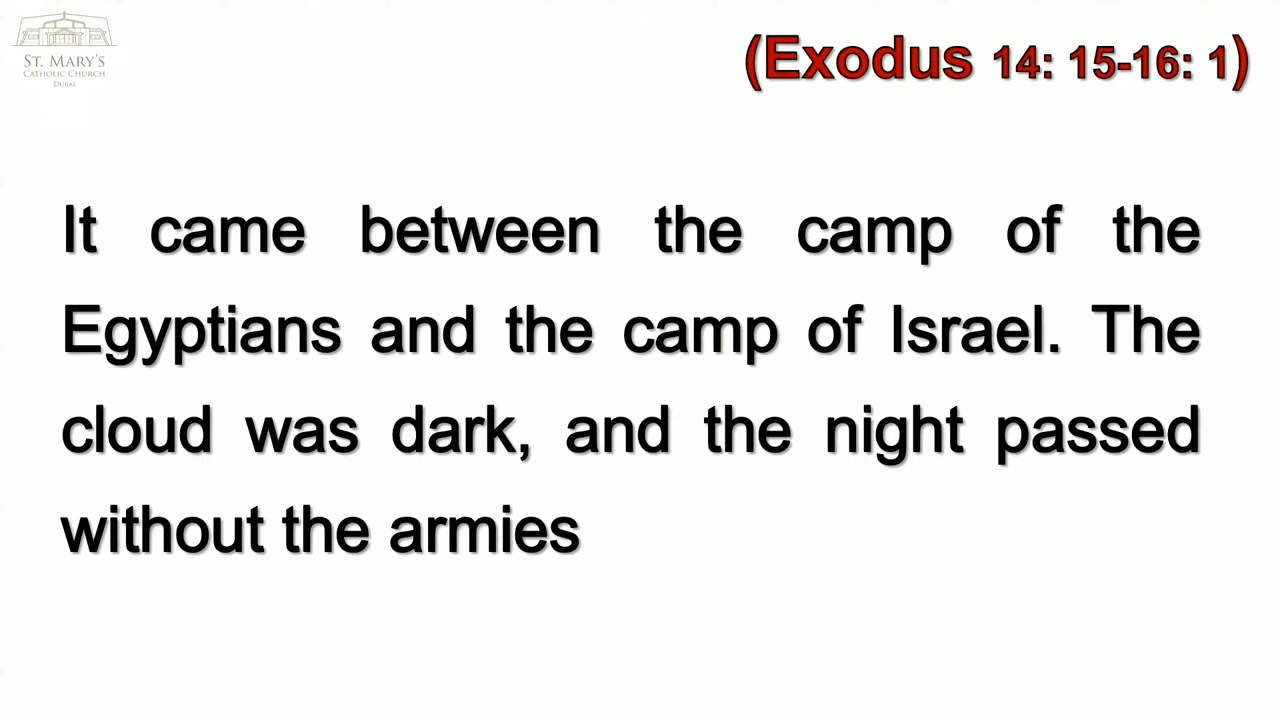 St. Mary's
Catholic Church
Dubai
(Exodus 14: 15-16: 1)
It came between the camp of the
Egyptians and the camp of Israel. The
cloud was dark, and the night passed
without the armies